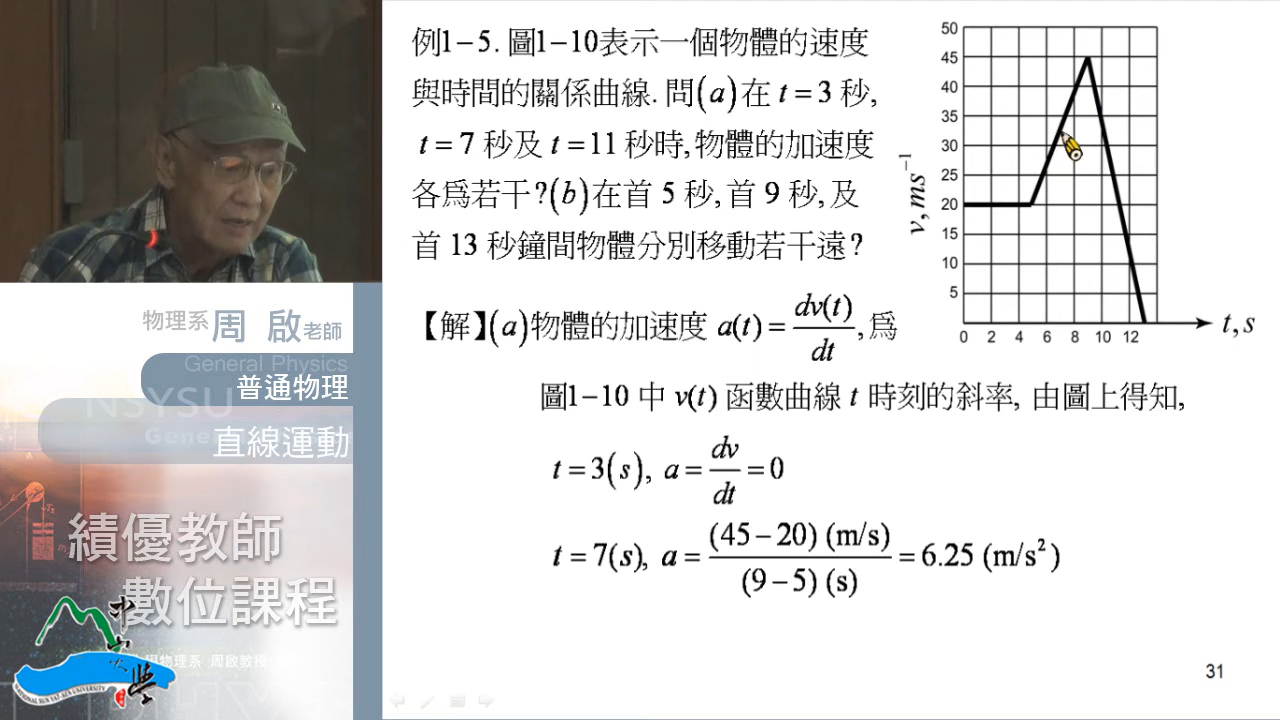 例1-5. 圖1-10表示一個物體的速度
與時間的關係曲線. 問(a)在 t = 3 秒,
t = 7 秒及 t = 11 秒時, 物體的加速度
各為若干?(b)在首 5 秒, 首 9 秒, 及
首 13 秒鐘間物體分別移動若干遠?
【解】(a)物體的加速度 a(t) = dv(t)/dt, 為
圖1-10 中 v(t) 函數曲線 t 時刻的斜率, 由圖上得知,
t = 3(s), a = dv/dt = 0
t = 7(s), a = (45-20) (m/s) / (9-5) (s) = 6.25 (m/s²)
50
45
40
35
30
25
20
15
10
5
v, ms⁻¹
0 2 4 6 8 10 12
t, s
31
物理系 周 啟 老師
General Physics
普通物理
NSYSU
直線運動
績優教師
數位課程
物理系 周啟教授